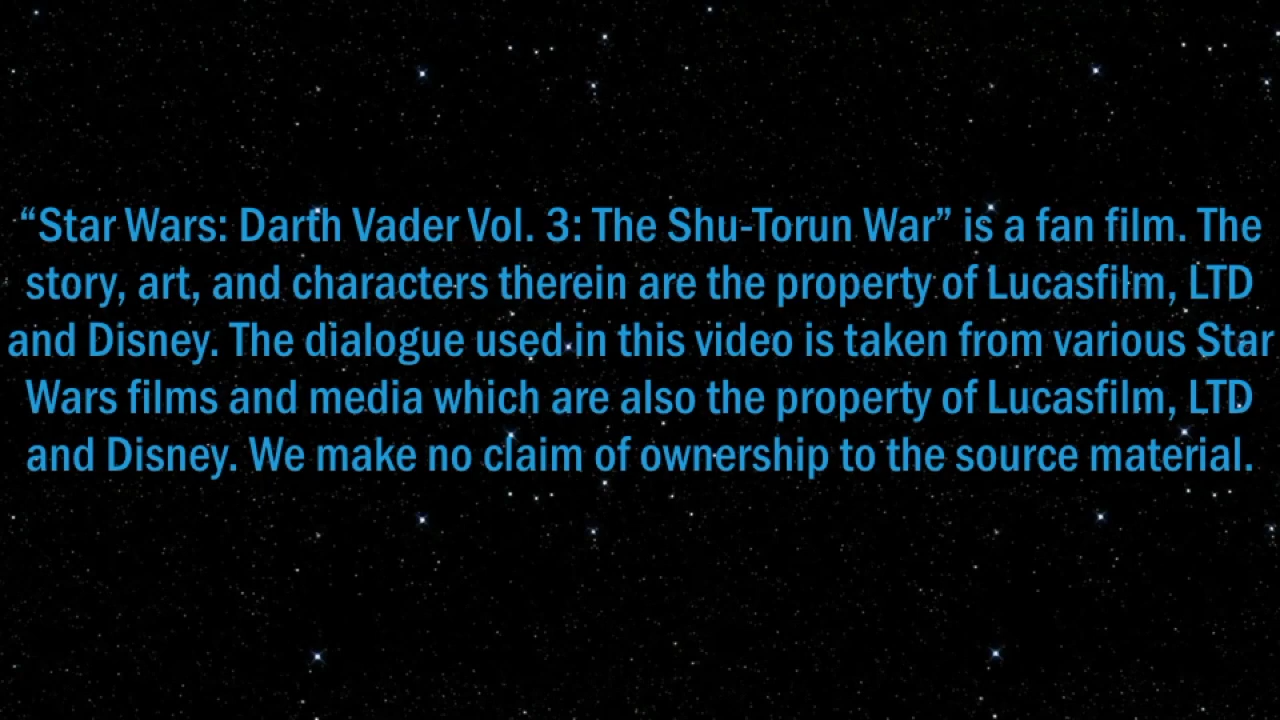 “Star Wars: Darth Vader Vol. 3: The Shu-Torun War” is a fan film. The
story, art, and characters therein are the property of Lucasfilm, LTD
and Disney. The dialogue used in this video is taken from various Star
Wars films and media which are also the property of Lucasfilm, LTD
and Disney. We make no claim of ownership to the source material.